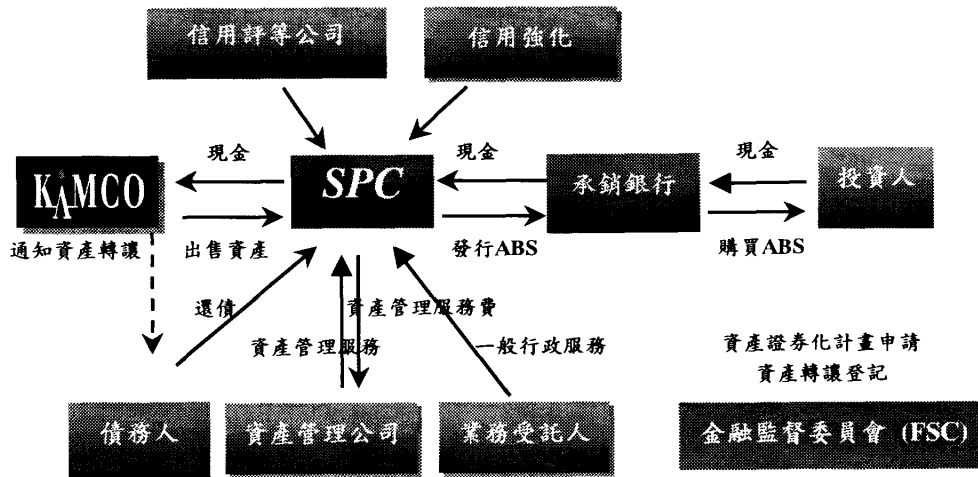 信用評等公司
信用強化
現金
現金
現金
KAMCO
SPC
承銷銀行
投資人
通知資產轉讓
出售資產
發行ABS
購買ABS
還債
資產管理服務費
資產管理服務
一般行政服務
資產證券化計畫申請
資產轉讓登記
債務人
資產管理公司
業務受託人
金融監督委員會 (FSC)